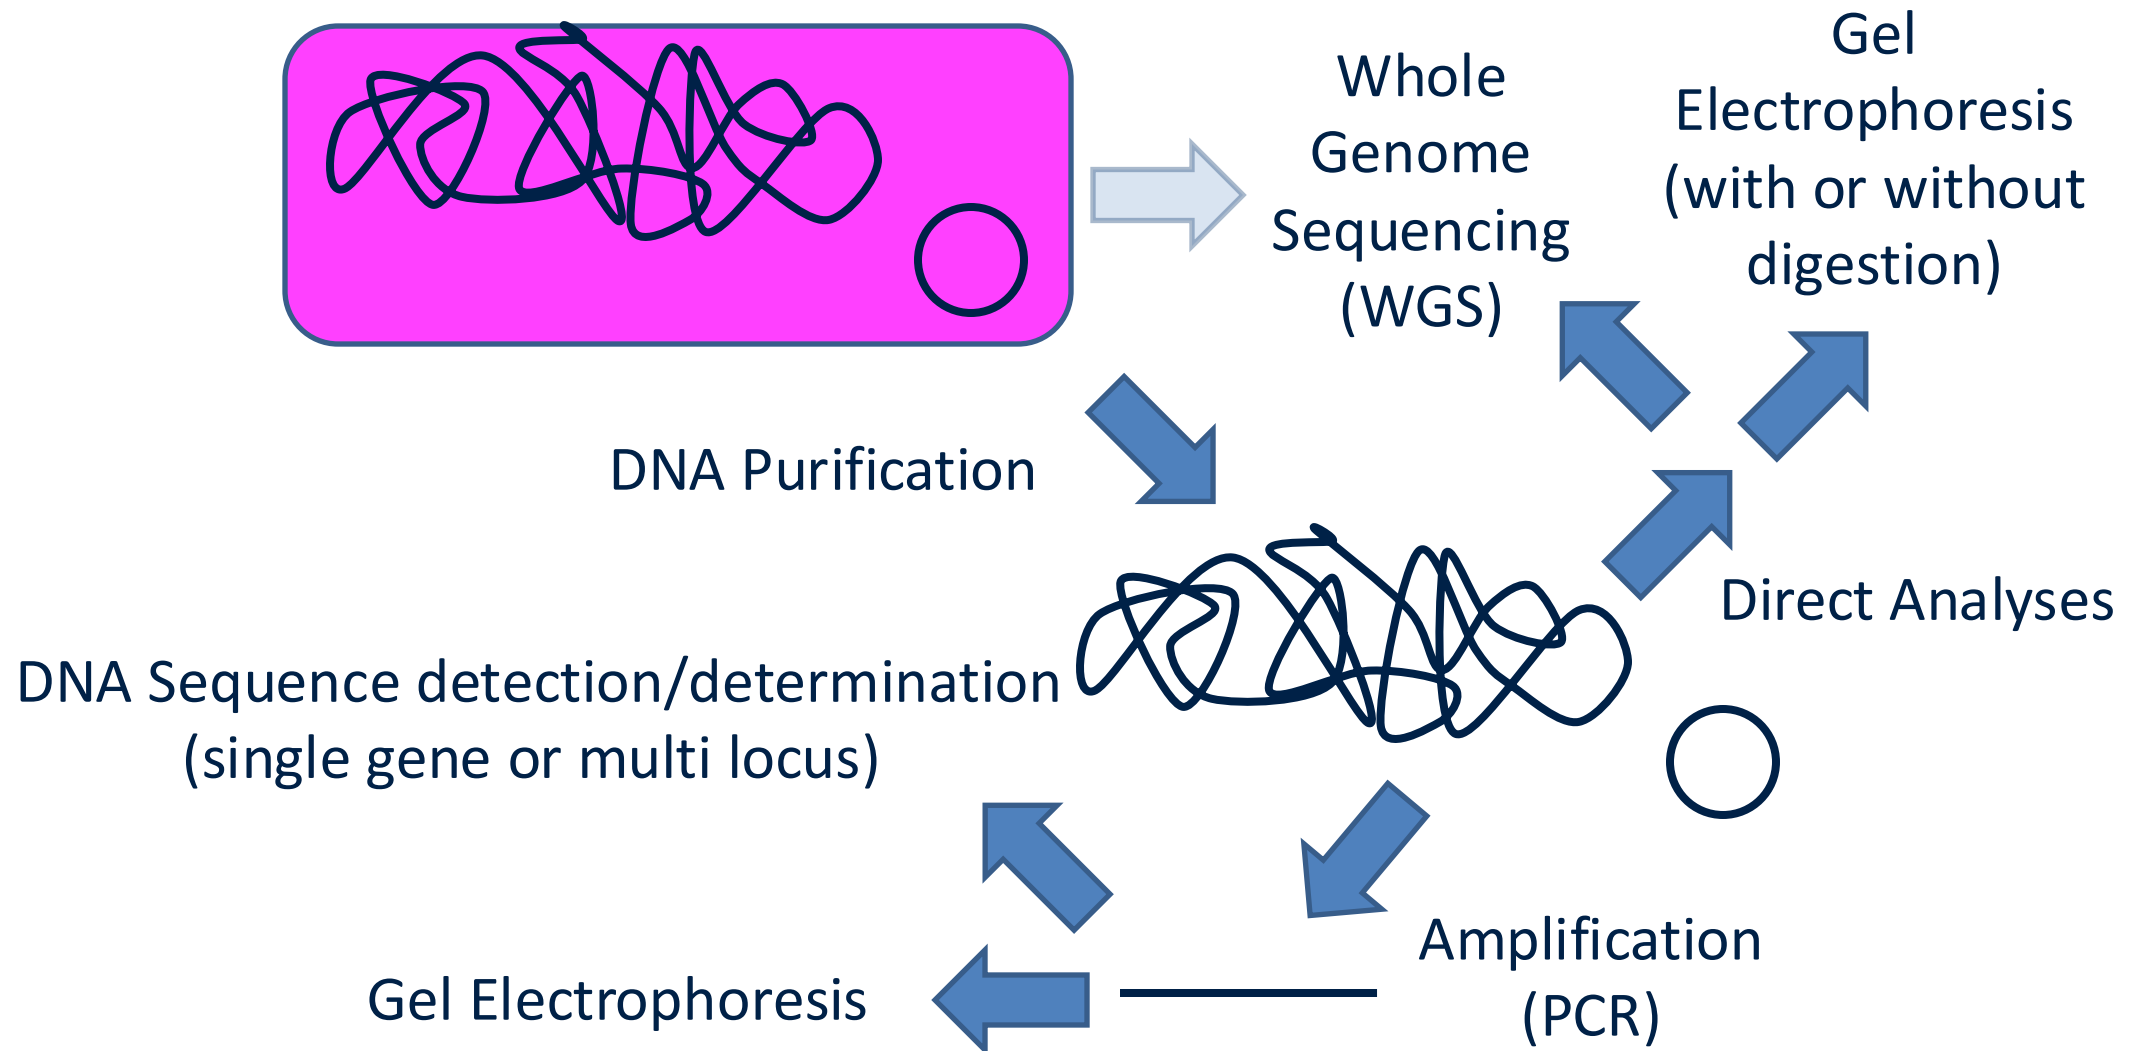 Whole
Genome
Sequencing
(WGS)
Gel
Electrophoresis
(with or without
digestion)
DNA Purification
Direct Analyses
DNA Sequence detection/determination
(single gene or multi locus)
Amplification
(PCR)
Gel Electrophoresis